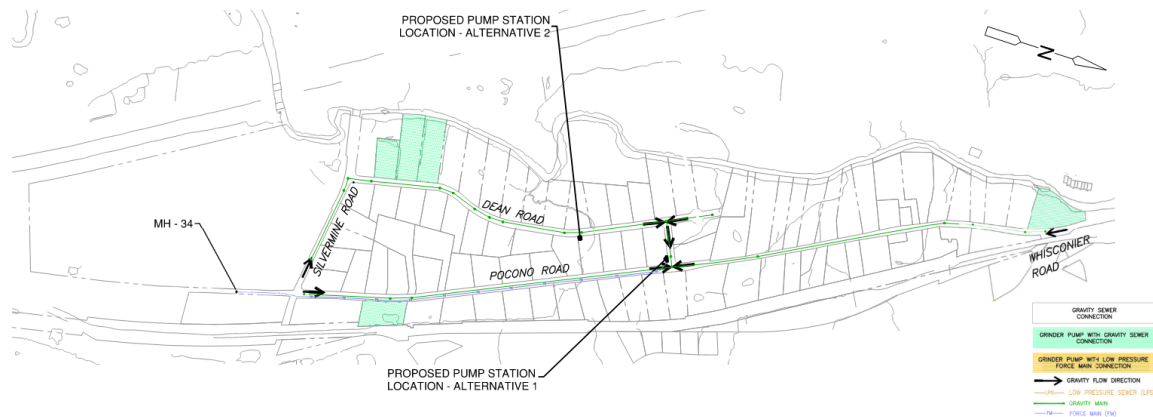 PROPOSED PUMP STATION
LOCATION - ALTERNATIVE 2
N
MH - 34
SILVERMINE ROAD
DEAN ROAD
POCONO ROAD
WHISCONIER
ROAD
PROPOSED PUMP STATION
LOCATION - ALTERNATIVE 1
GRAVITY SEWER
CONNECTION
GRINDER PUMP WITH GRAVITY SEWER
CONNECTION
GRINDER PUMP WITH LOW PRESSURE
FORCE MAIN CONNECTION
GRAVITY FLOW DIRECTION
LOW PRESSURE SEWER (LPS
GRAVITY MAIN
FM
FORCE MAIN (FM)